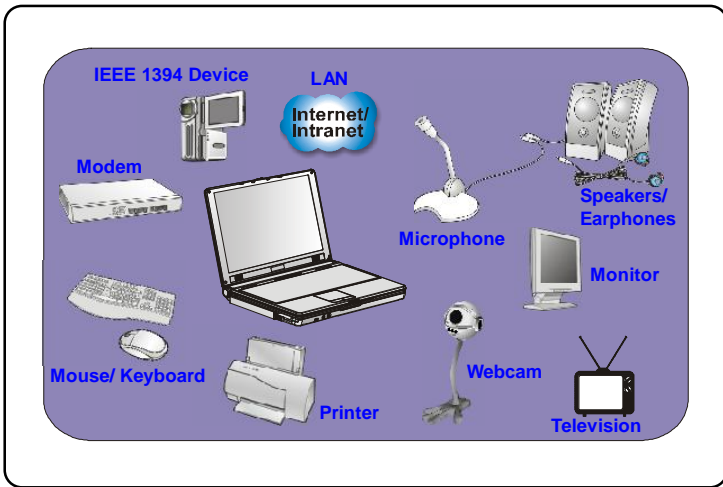 IEEE 1394 Device
LAN
Internet/
Intranet
Modem
Speakers/
Earphones
Microphone
Monitor
Mouse/ Keyboard
Printer
Webcam
Television